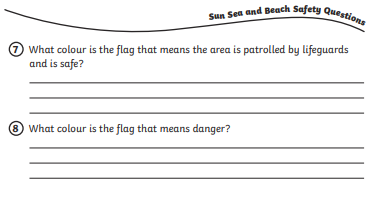 Sun Sea and Beach Safety Questions
7 What colour is the flag that means the area is patrolled by lifeguards
and is safe?
8 What colour is the flag that means danger?